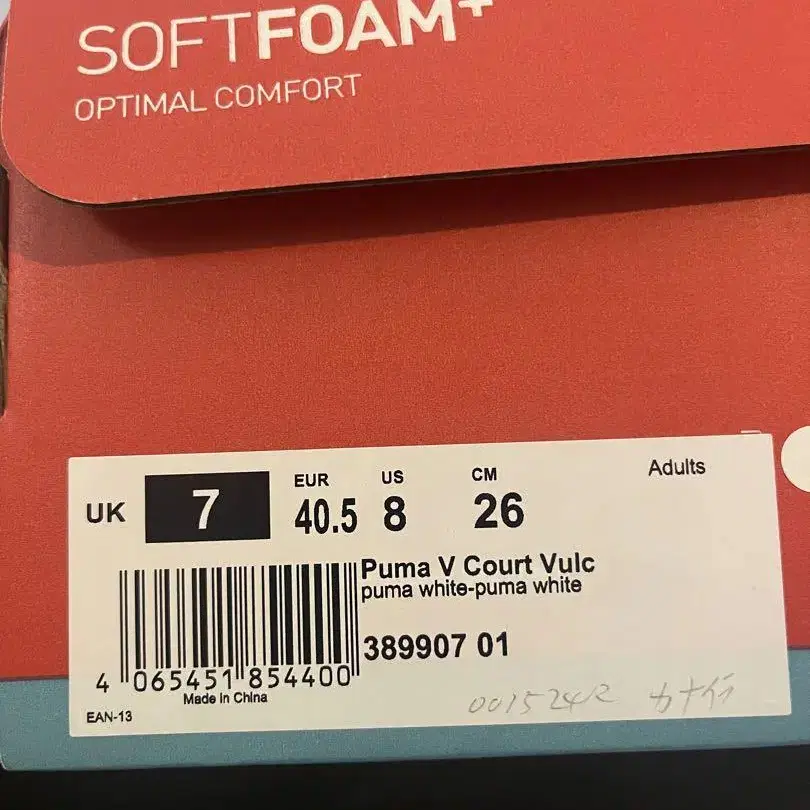 SOFTFOAM+
OPTIMAL COMFORT
UK 7 EUR 40.5 US 8 CM 26 Adults
Puma V Court Vulc
puma white-puma white
389907 01
4 065451 854400
Made in China
EAN-13